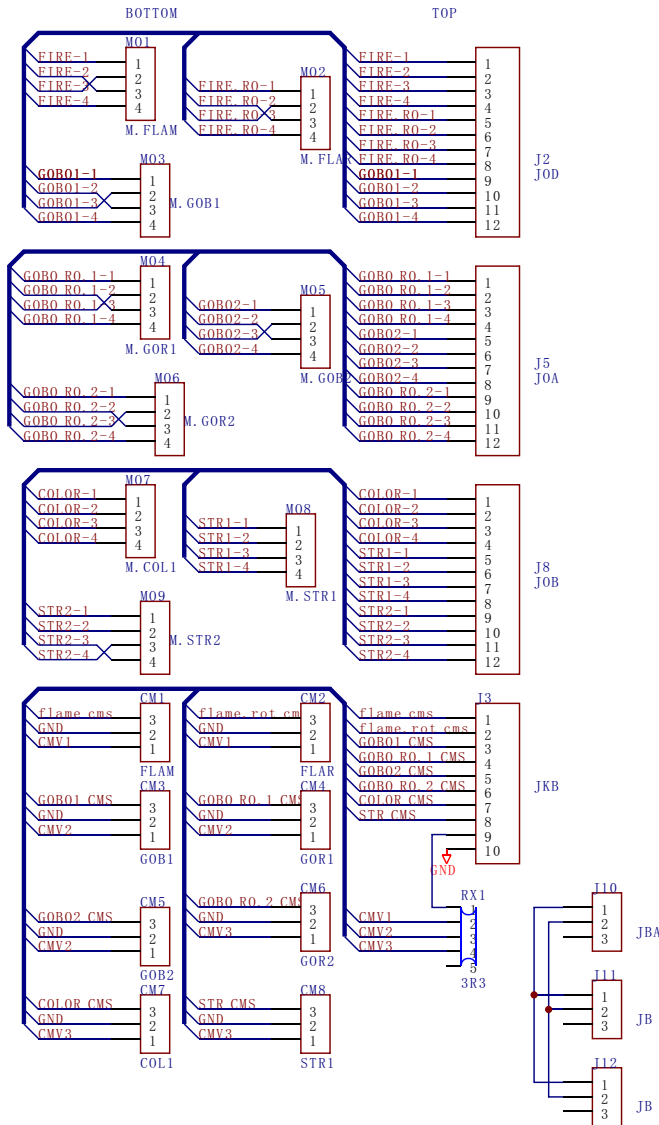 BOTTOM
TOP
MO1
FIRE-1 1
FIRE-2 2
FIRE-3 3
FIRE-4 4
M.FLAM
MO2
FIRE.RO-1 1
FIRE.RO-2 2
FIRE.RO-3 3
FIRE.RO-4 4
M.FLAR
MO3
GOBO1-1 1
GOBO1-2 2
GOBO1-3 3
GOBO1-4 4
M.GOB1
FIRE-1 1
FIRE-2 2
FIRE-3 3
FIRE-4 4
FIRE.RO-1 5
FIRE.RO-2 6
FIRE.RO-3 7
FIRE.RO-4 8
GOBO1-1 9
GOBO1-2 10
GOBO1-3 11
GOBO1-4 12
J2
JOD
MO4
GOBO RO.1-1 1
GOBO RO.1-2 2
GOBO RO.1-3 3
GOBO RO.1-4 4
M.GOR1
MO5
GOBO2-1 1
GOBO2-2 2
GOBO2-3 3
GOBO2-4 4
M.GOB2
MO6
GOBO RO.2-1 1
GOBO RO.2-2 2
GOBO RO.2-3 3
GOBO RO.2-4 4
M.GOR2
GOBO RO.1-1 1
GOBO RO.1-2 2
GOBO RO.1-3 3
GOBO RO.1-4 4
GOBO2-1 5
GOBO2-2 6
GOBO2-3 7
GOBO2-4 8
GOBO RO.2-1 9
GOBO RO.2-2 10
GOBO RO.2-3 11
GOBO RO.2-4 12
J5
JOA
MO7
COLOR-1 1
COLOR-2 2
COLOR-3 3
COLOR-4 4
M.COL1
MO8
STR1-1 1
STR1-2 2
STR1-3 3
STR1-4 4
M.STR1
MO9
STR2-1 1
STR2-2 2
STR2-3 3
STR2-4 4
M.STR2
COLOR-1 1
COLOR-2 2
COLOR-3 3
COLOR-4 4
STR1-1 5
STR1-2 6
STR1-3 7
STR1-4 8
STR2-1 9
STR2-2 10
STR2-3 11
STR2-4 12
J8
JOB
CM1
flame.cms 3
GND 2
CMV1 1
FLAM
CM2
flame.rot cm 3
GND 2
CMV1 1
FLAR
CM3
GOBO1 CMS 3
GND 2
CMV2 1
GOB1
CM4
GOBO RO.1 CMS 3
GND 2
CMV2 1
GOR1
CM5
GOBO2 CMS 3
GND 2
CMV2 1
GOB2
CM6
GOBO RO.2 CMS 3
GND 2
CMV3 1
GOR2
CM7
COLOR CMS 3
GND 2
CMV3 1
COL1
CM8
STR CMS 3
GND 2
CMV3 1
STR1
J3
flame.cms 1
flame.rot cms 2
GOBO1 CMS 3
GOBO RO.1 CMS 4
GOBO2 CMS 5
GOBO RO.2 CMS 6
COLOR CMS 7
STR CMS 8
9
10
JKB
GND
RX1
1
CMV1 2
CMV2 3
CMV3 4
5
3R3
J10
1
2
3
JBA
J11
1
2
3
JB
J12
1
2
3
JB